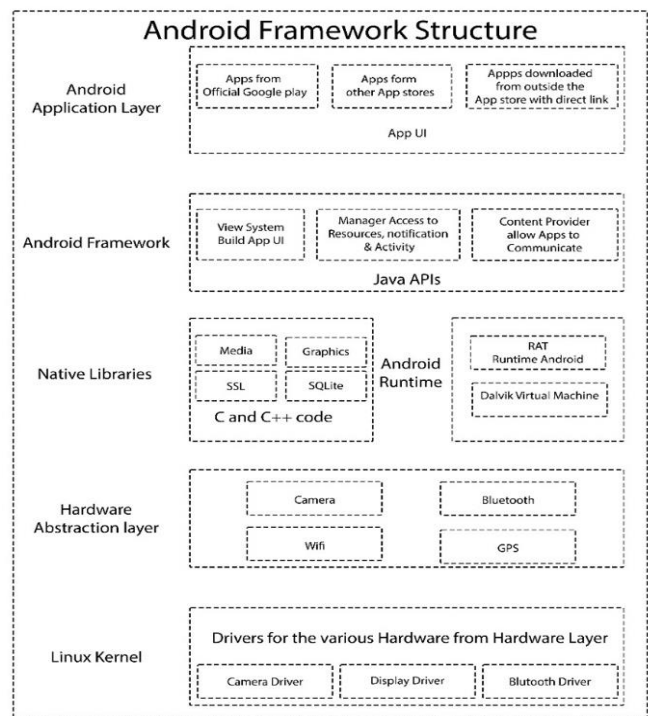 Android Framework Structure
Android
Application Layer
Apps from
Official Google play
Apps form
other App stores
Appps downloaded
from outside the
App store with direct link
App UI
Android Framework
View System
Build App UI
Manager Access to
Resources, notification
& Activity
Content Provider
allow Apps to
Communicate
Java APIs
Native Libraries
Media
Graphics
SSL
SQLite
C and C++ code
Android
Runtime
RAT
Runtime Android
Dalvik Virtual Machine
Hardware
Abstraction layer
Camera
Bluetooth
Wifi
GPS
Linux Kernel
Drivers for the various Hardware from Hardware Layer
Camera Driver
Display Driver
Blutooth Driver